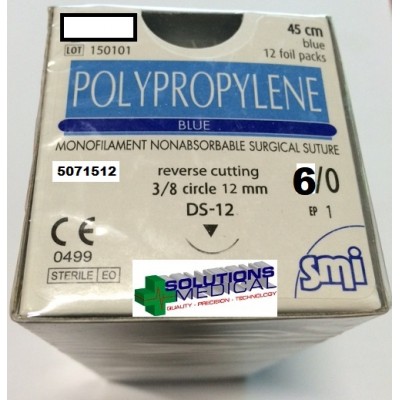 45 cm
blue
12 foil packs
LOT 150101
POLYPROPYLENE
BLUE
MONOFILAMENT NONABSORBABLE SURGICAL SUTURE
5071512
reverse cutting
3/8 circle 12 mm
DS-12
6/0
EP 1
CE
0499
STERILE EO
smi
SOLUTIONS
MEDICAL
QUALITY - PRECISION - TECHNOLOGY